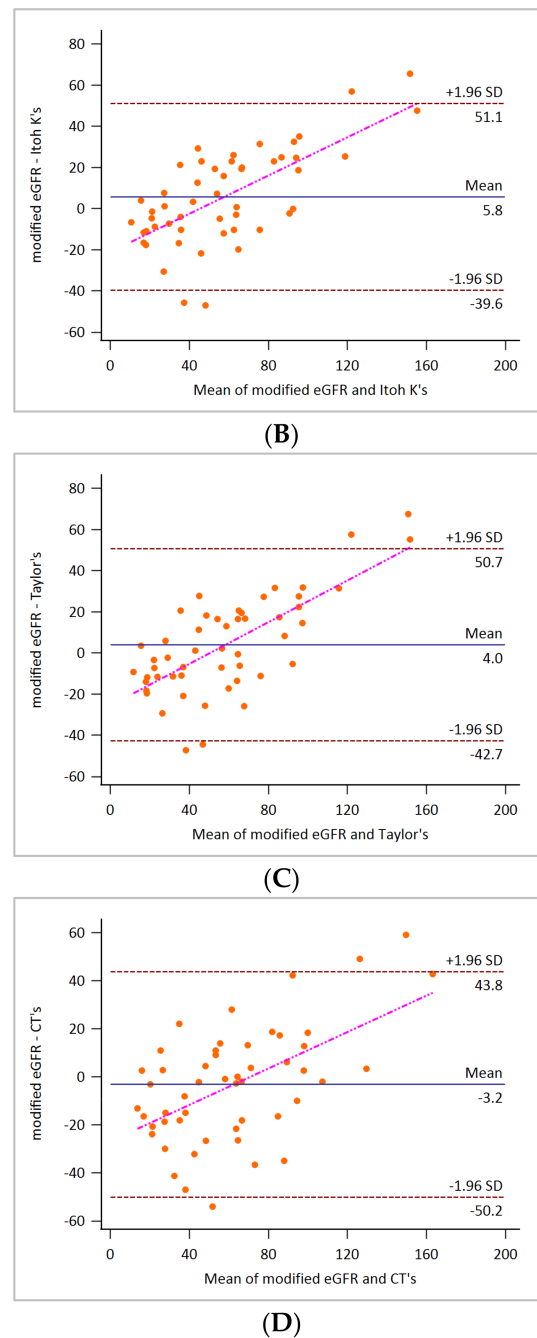 80
60
40
20
0
-20
-40
-60
modified eGFR - Itoh K's
+1.96 SD
51.1
Mean
5.8
-1.96 SD
-39.6
0 40 80 120 160 200
Mean of modified eGFR and Itoh K's
(B)
80
60
40
20
0
-20
-40
-60
modified eGFR - Taylor's
+1.96 SD
50.7
Mean
4.0
-1.96 SD
-42.7
0 40 80 120 160 200
Mean of modified eGFR and Taylor's
(C)
60
40
20
0
-20
-40
-60
modified eGFR - CT's
+1.96 SD
43.8
Mean
-3.2
-1.96 SD
-50.2
0 40 80 120 160 200
Mean of modified eGFR and CT's
(D)